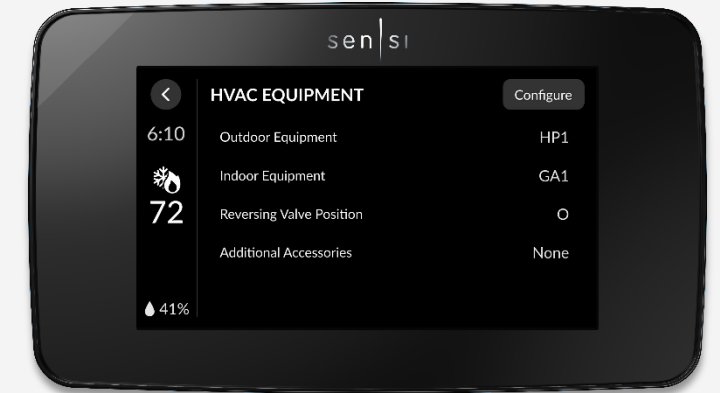 sensi
HVAC EQUIPMENT
Configure
6:10
Outdoor Equipment HP1
Indoor Equipment GA1
72
Reversing Valve Position O
Additional Accessories None
41%